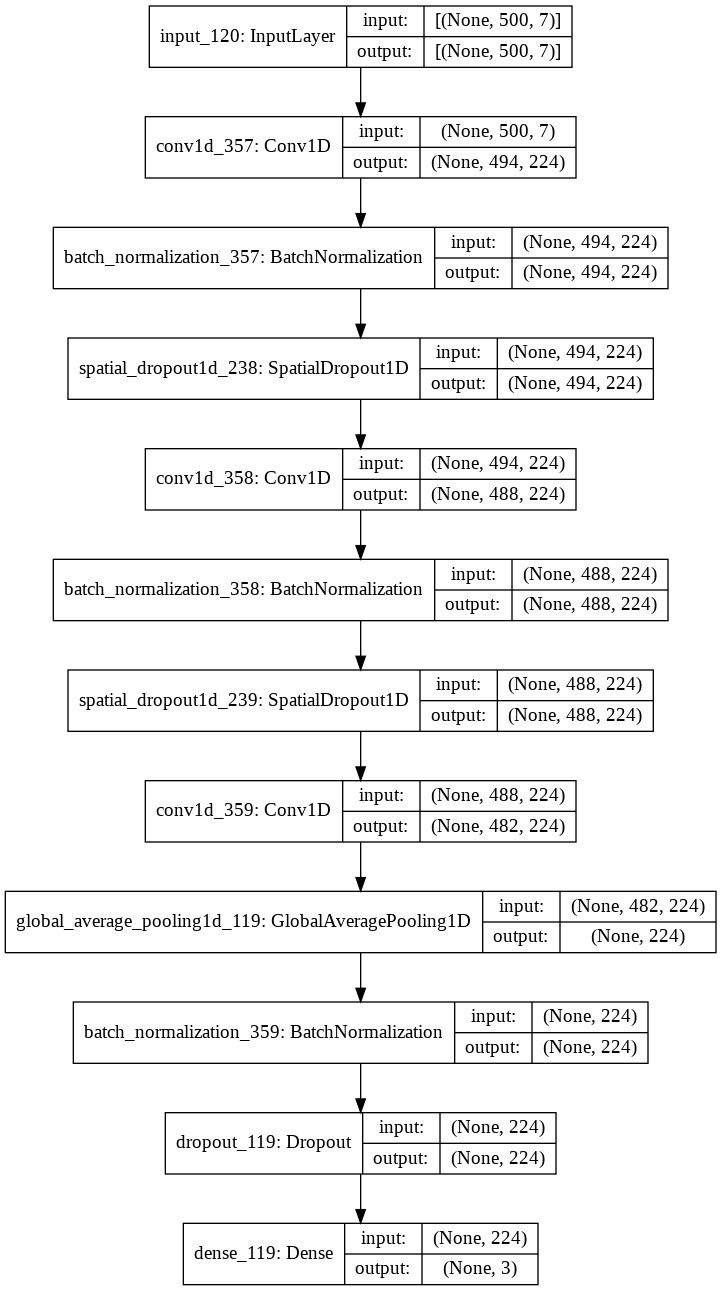 input_120: InputLayer
input: [(None, 500, 7)]
output: [(None, 500, 7)]
conv1d_357: Conv1D
input: (None, 500, 7)
output: (None, 494, 224)
batch_normalization_357: BatchNormalization
input: (None, 494, 224)
output: (None, 494, 224)
spatial_dropout1d_238: SpatialDropout1D
input: (None, 494, 224)
output: (None, 494, 224)
conv1d_358: Conv1D
input: (None, 494, 224)
output: (None, 488, 224)
batch_normalization_358: BatchNormalization
input: (None, 488, 224)
output: (None, 488, 224)
spatial_dropout1d_239: SpatialDropout1D
input: (None, 488, 224)
output: (None, 488, 224)
conv1d_359: Conv1D
input: (None, 488, 224)
output: (None, 482, 224)
global_average_pooling1d_119: GlobalAveragePooling1D
input: (None, 482, 224)
output: (None, 224)
batch_normalization_359: BatchNormalization
input: (None, 224)
output: (None, 224)
dropout_119: Dropout
input: (None, 224)
output: (None, 224)
dense_119: Dense
input: (None, 224)
output: (None, 3)